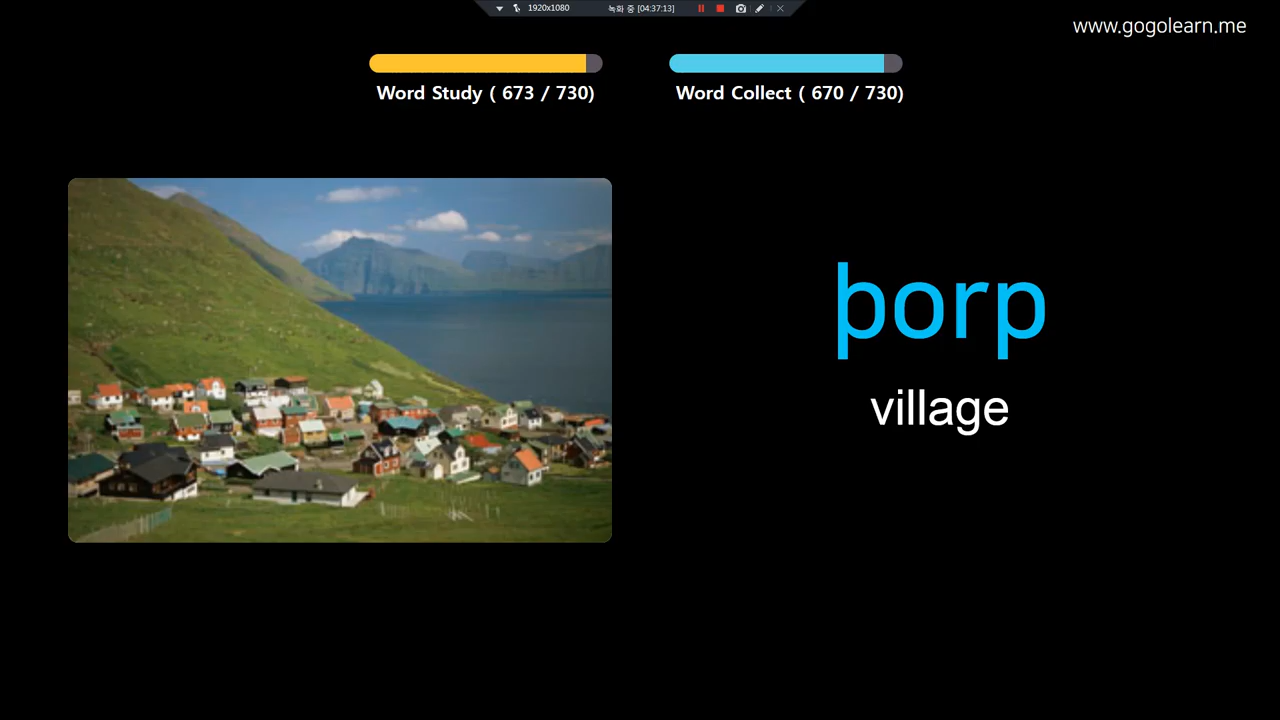 1920x1080 녹화 중 [04:37:13]
www.gogolearn.me
Word Study ( 673 / 730)
Word Collect ( 670 / 730)
þorp
village